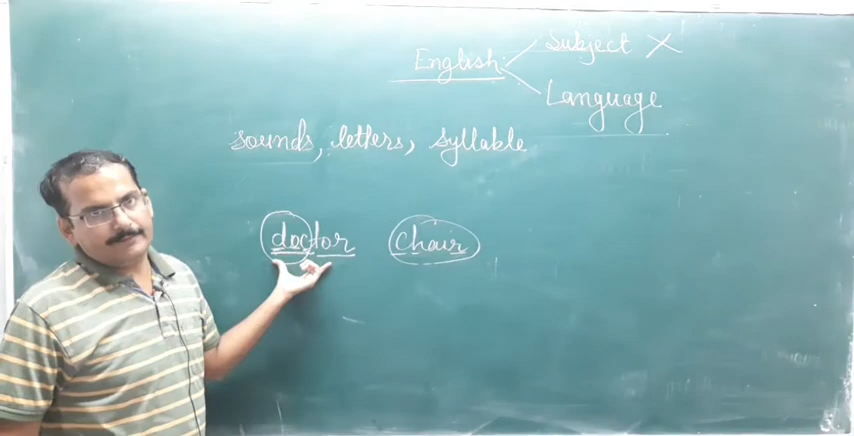 English
Subject X
Language
sounds, letters, syllable
doctor chair